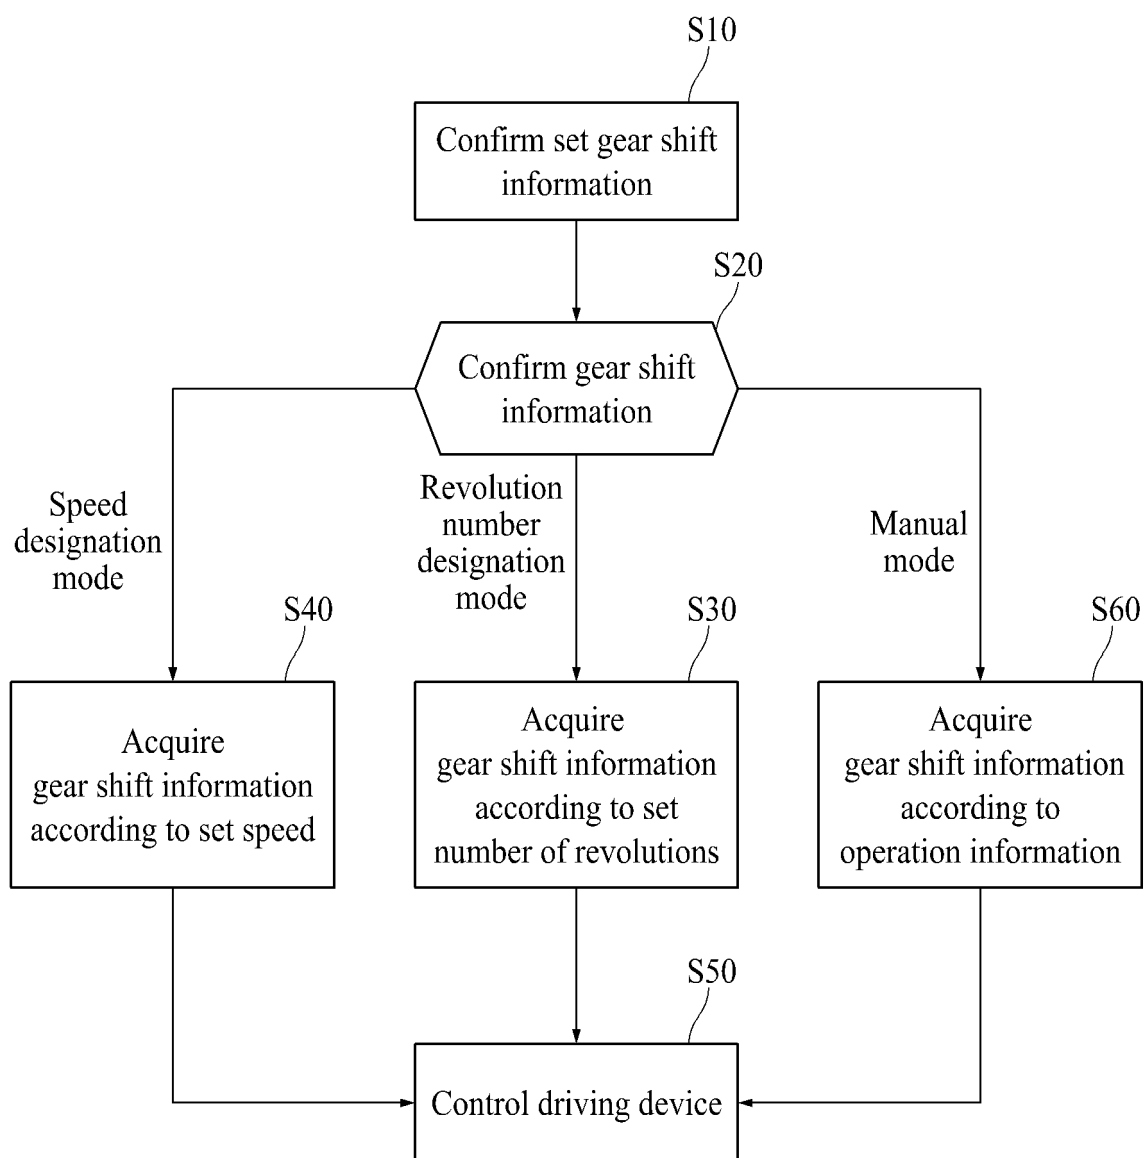 S10
Confirm set gear shift
information
S20
Confirm gear shift
information
Speed
designation
mode
Revolution
number
designation
mode
Manual
mode
S40
Acquire
gear shift information
according to set speed
S30
Acquire
gear shift information
according to set
number of revolutions
S60
Acquire
gear shift information
according to
operation information
S50
Control driving device